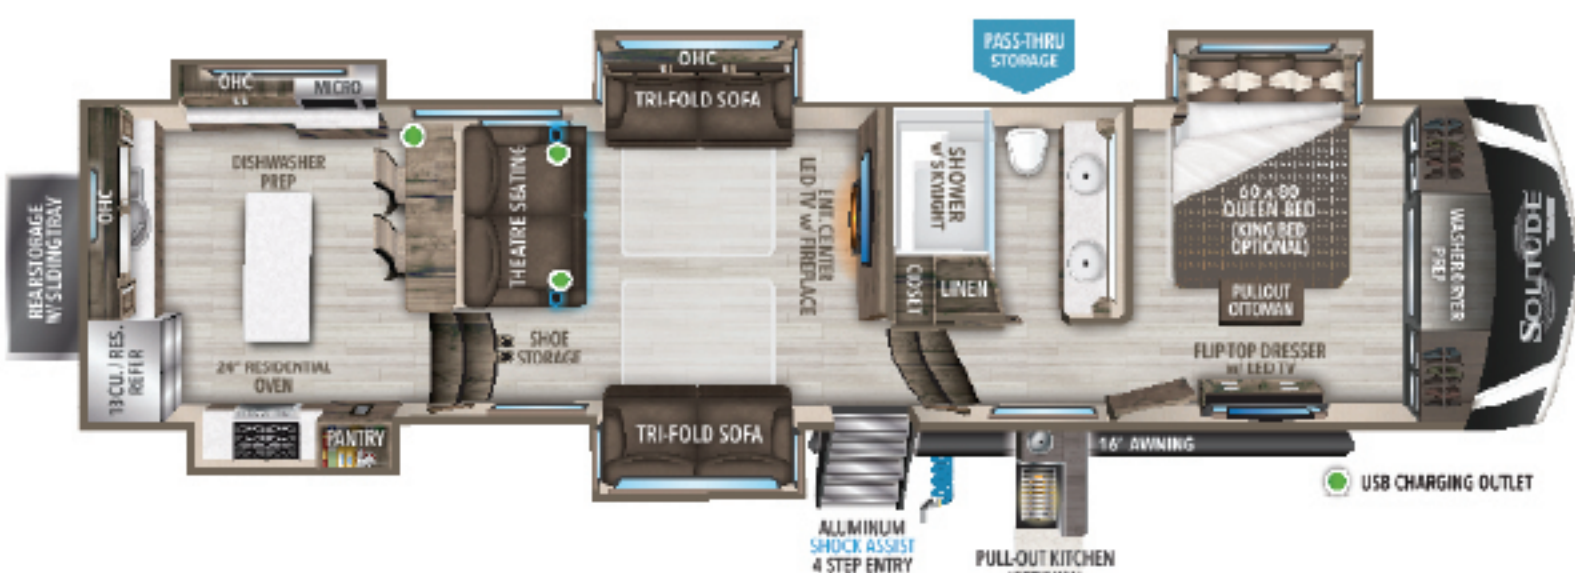 PASS-THRU
STORAGE
OHC
OHC
MICRO
TRI-FOLD SOFA
DISHWASHER
PREP
THEATRE SEATING
ENT. CENTER
LED TV w/ FIREPLACE
SHOWER
w/ SKYLIGHT
60 x 80
QUEEN BED
(KING BED
OPTIONAL)
OHC
REAR STORAGE
W/ SLIDING TRAY
WASHER/DRYER
PREP
SOLITUDE
CLOSET
LINEN
PULLOUT
OTTOMAN
SHOE
STORAGE
13 CU./ RES.
REFER
24" RESIDENTIAL
OVEN
FLIP TOP DRESSER
w/ LED TV
PANTRY
TRI-FOLD SOFA
16' AWNING
USB CHARGING OUTLET
ALUMINUM
SHOCK ASSIST
4 STEP ENTRY
PULL-OUT KITCHEN